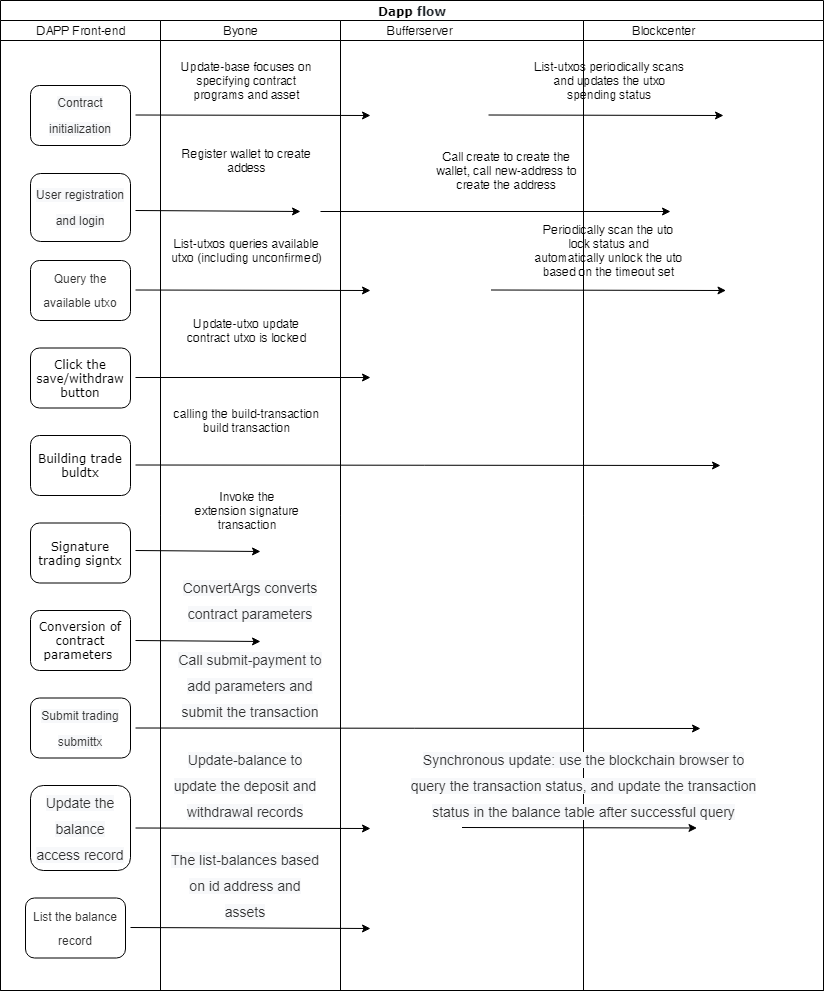 Dapp flow
DAPP Front-end
Byone
Bufferserver
Blockcenter
Update-base focuses on
specifying contract
programs and asset
List-utxos periodically scans
and updates the utxo
spending status
Contract
initialization
Register wallet to create
addess
Call create to create the
wallet, call new-address to
create the address
User registration
and login
List-utxos queries available
utxo (including unconfirmed)
Periodically scan the uto
lock status and
automatically unlock the uto
based on the timeout set
Query the
available utxo
Update-utxo update
contract utxo is locked
Click the
save/withdraw
button
calling the build-transaction
build transaction
Building trade
buldtx
Invoke the
extension signature
transaction
Signature
trading signtx
ConvertArgs converts
contract parameters
Conversion of
contract
parameters
Call submit-payment to
add parameters and
submit the transaction
Submit trading
submittx
Update-balance to
update the deposit and
withdrawal records
Synchronous update: use the blockchain browser to
query the transaction status, and update the transaction
status in the balance table after successful query
Update the
balance
access record
The list-balances based
on id address and
assets
List the balance
record